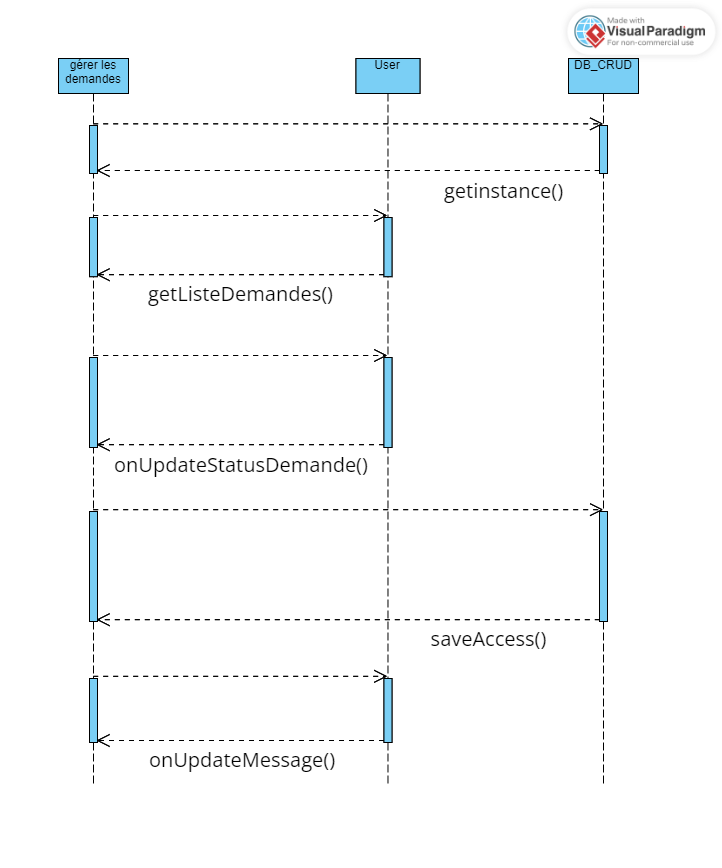 Made with
Visual Paradigm
For non-commercial use
gérer les
demandes
User
DB_CRUD
getinstance()
getListeDemandes()
onUpdateStatusDemande()
saveAccess()
onUpdateMessage()